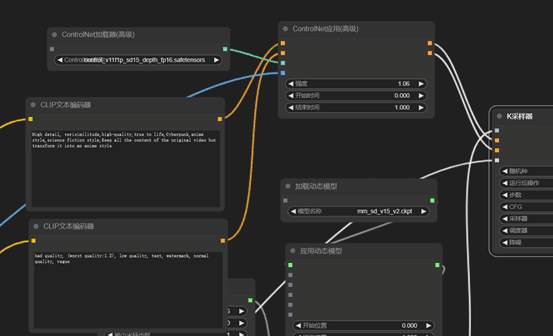 ControlNet加载器(高级)
control_v11f1p_sd15_depth_fp16.safetensors
ControlNet应用(高级)
强度 1.06
开始时间 0.000
结束时间 1.000
CLIP文本编码器
High detail, verisimilitude,high-quality,true to life,Cyberpunk,anime
style,science fiction style,Keep all the content of the original video but
transform it into an anime style
K采样器
随机种
运行后操作
步数
CFG
采样器
调度器
降噪
加载动态模型
模型名称 mm_sd_v15_v2.ckpt
CLIP文本编码器
bad quality, (worst quality:1.2), low quality, text, watermark, normal
quality, vague
应用动态模型
开始位置 0.000